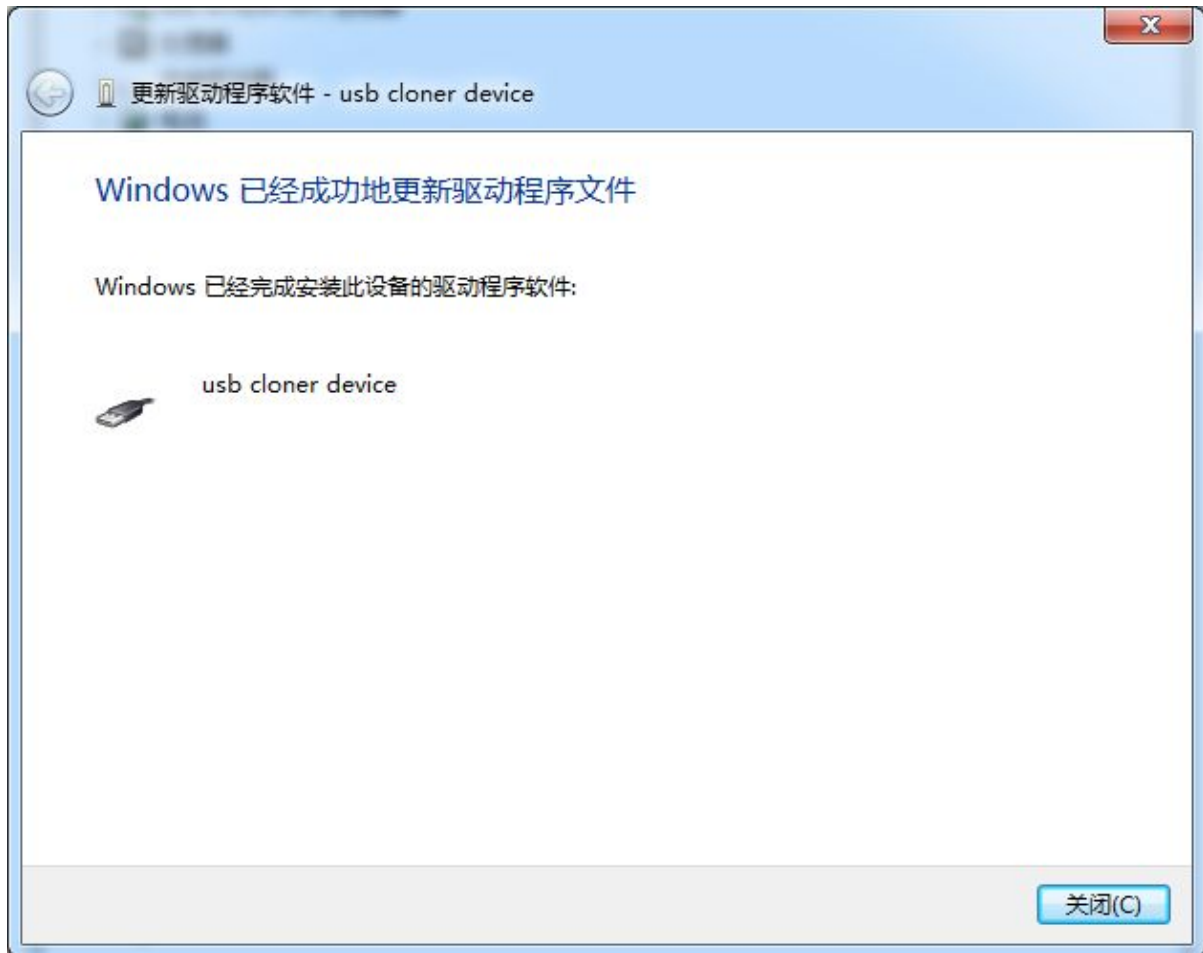 更新驱动程序软件 - usb cloner device
Windows 已经成功地更新驱动程序文件
Windows 已经完成安装此设备的驱动程序软件:
usb cloner device
关闭(C)